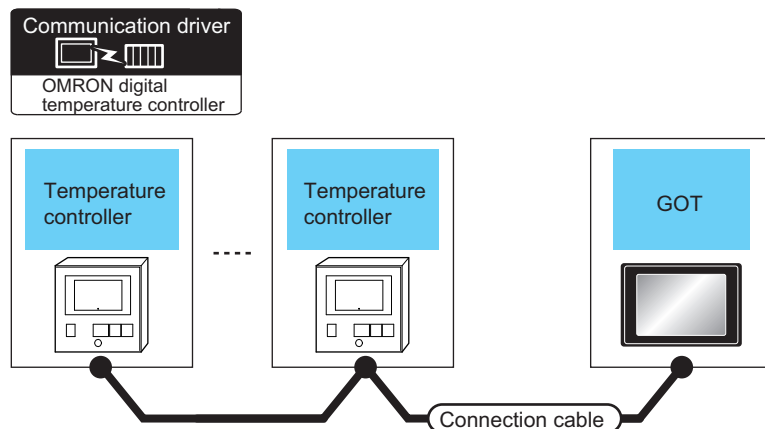 Communication driver
OMRON digital
temperature controller
Temperature
controller
Temperature
controller
GOT
Connection cable